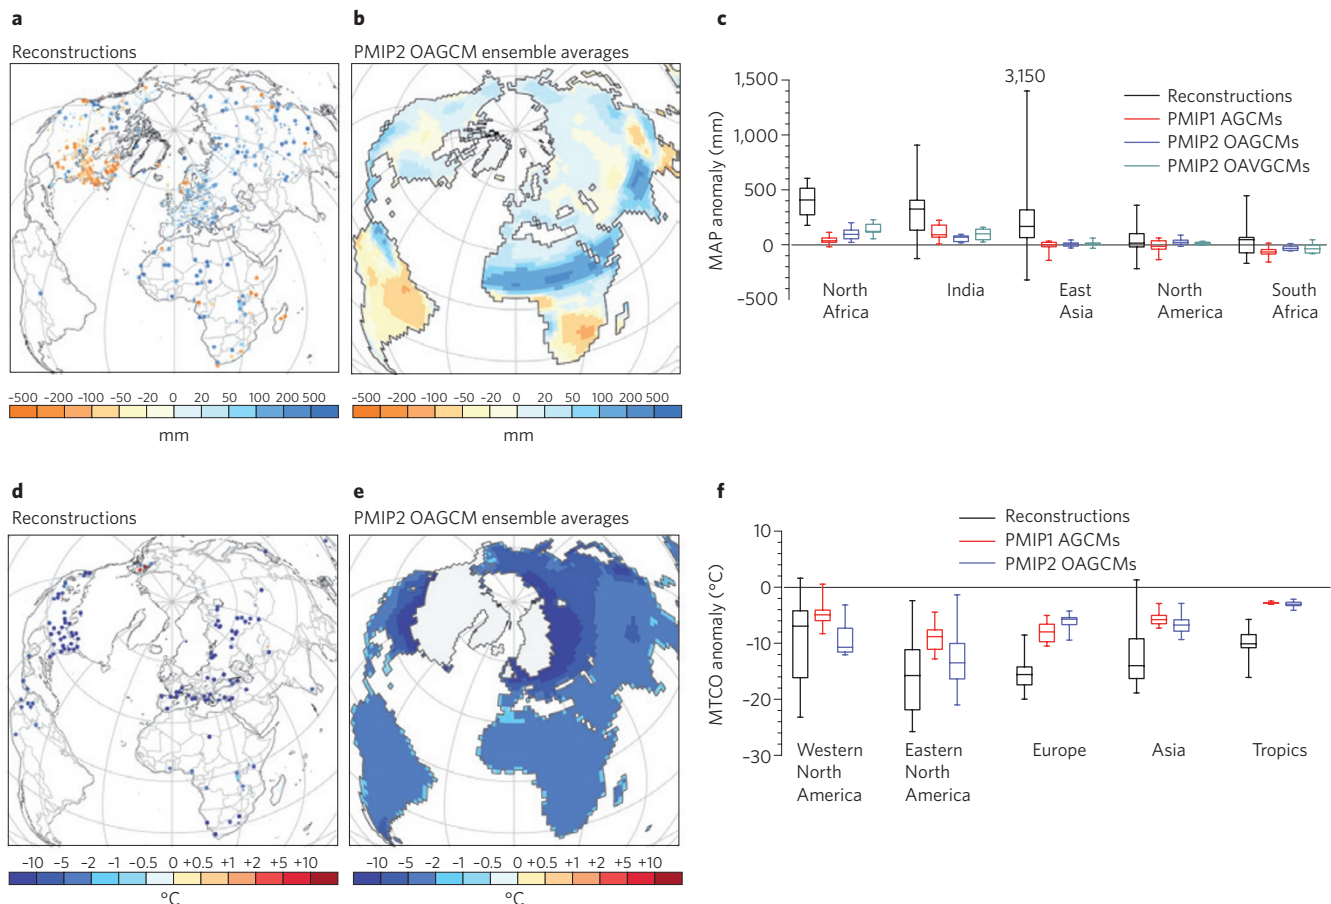 a
Reconstructions
-500 -200 -100 -50 -20 0 20 50 100 200 500
mm
b
PMIP2 OAGCM ensemble averages
-500 -200 -100 -50 -20 0 20 50 100 200 500
mm
c
3,150
1,500
1,000
500
0
-500
MAP anomaly (mm)
Reconstructions
PMIP1 AGCMs
PMIP2 OAGCMs
PMIP2 OAVGCMs
North
Africa
India
East
Asia
North
America
South
Africa
d
Reconstructions
-10 -5 -2 -1 -0.5 0 +0.5 +1 +2 +5 +10
°C
e
PMIP2 OAGCM ensemble averages
-10 -5 -2 -1 -0.5 0 +0.5 +1 +2 +5 +10
°C
f
10
0
-10
-20
-30
MTCO anomaly (°C)
Reconstructions
PMIP1 AGCMs
PMIP2 OAGCMs
Western
North
America
Eastern
North
America
Europe
Asia
Tropics